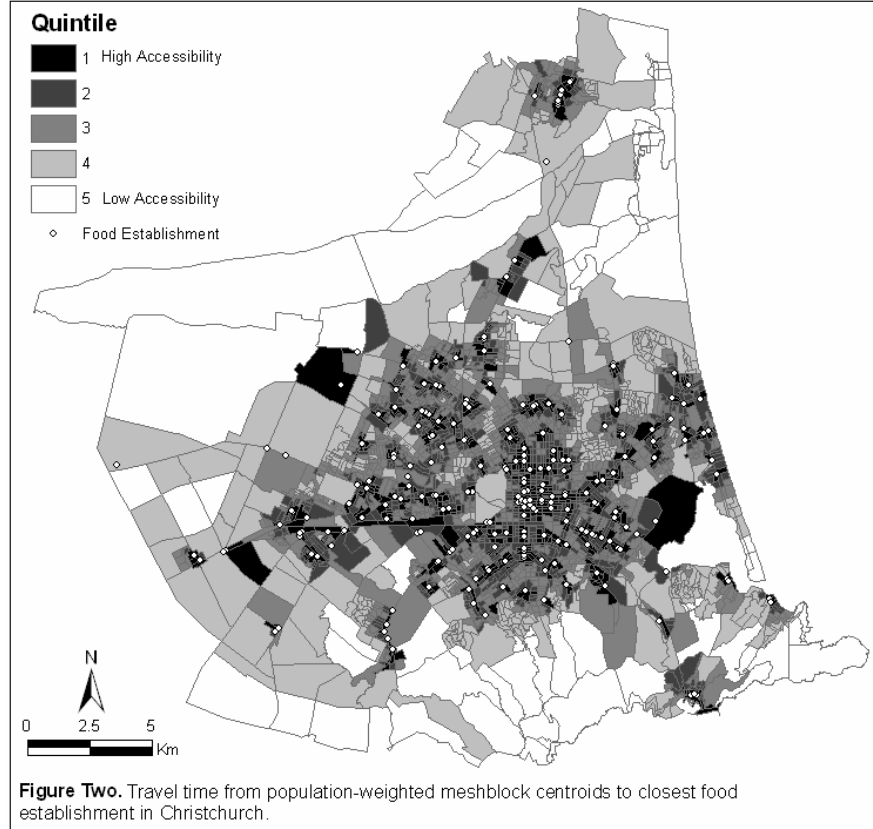 Quintile
1 High Accessibility
2
3
4
5 Low Accessibility
Food Establishment
N
0 2.5 5
Km
Figure Two. Travel time from population-weighted meshblock centroids to closest food
establishment in Christchurch.